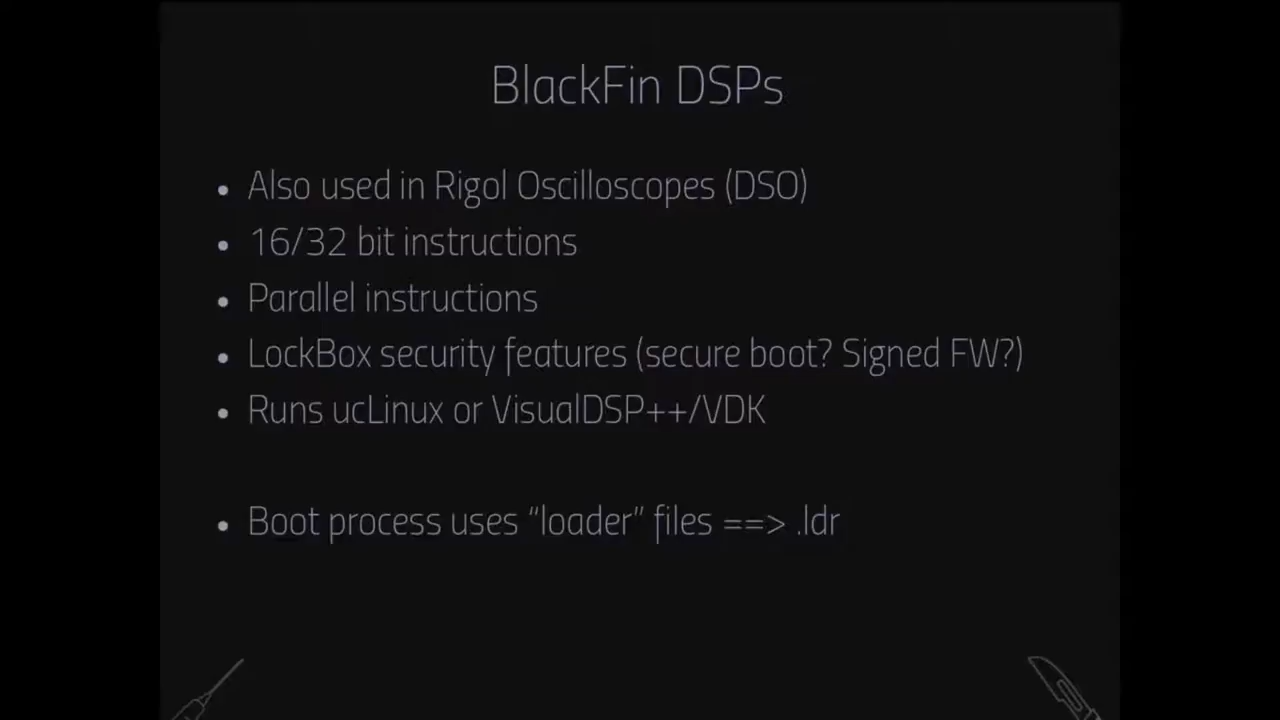 BlackFin DSPs
• Also used in Rigol Oscilloscopes (DSO)
• 16/32 bit instructions
• Parallel instructions
• LockBox security features (secure boot? Signed FW?)
• Runs ucLinux or VisualDSP++/VDK
• Boot process uses “loader” files ==> .ldr